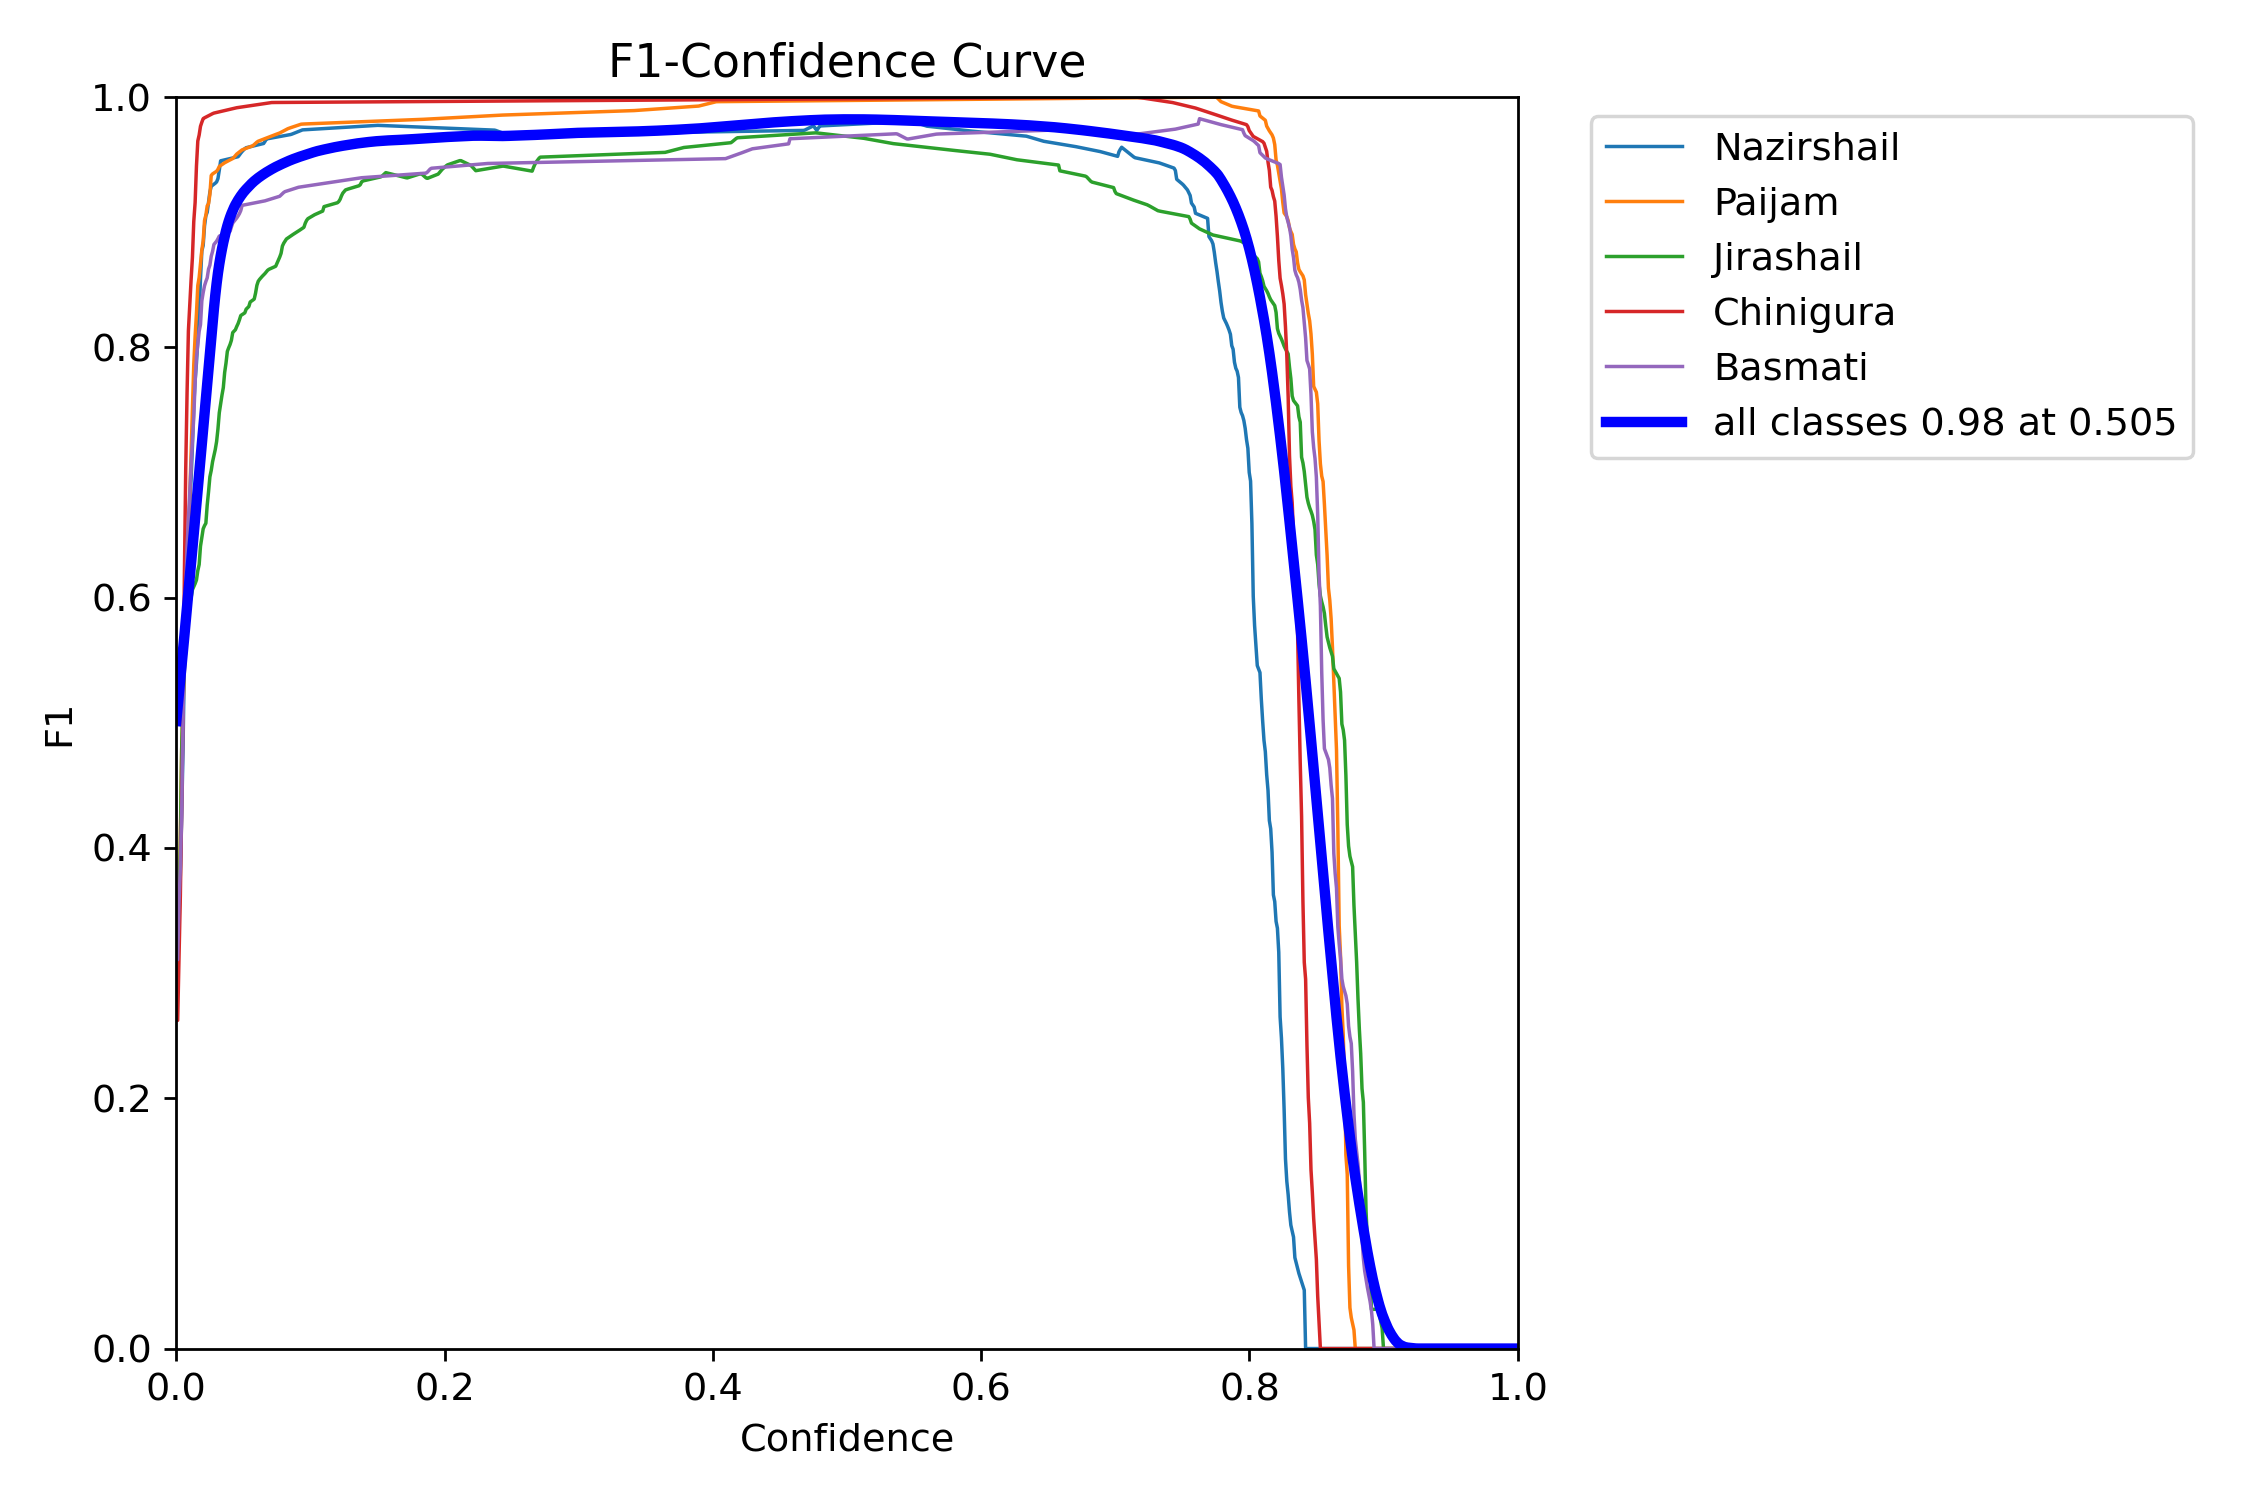 F1-Confidence Curve
1.0
0.8
0.6
0.4
0.2
0.0
F1
0.0 0.2 0.4 0.6 0.8 1.0
Confidence
Nazirshail
Paijam
Jirashail
Chinigura
Basmati
all classes 0.98 at 0.505